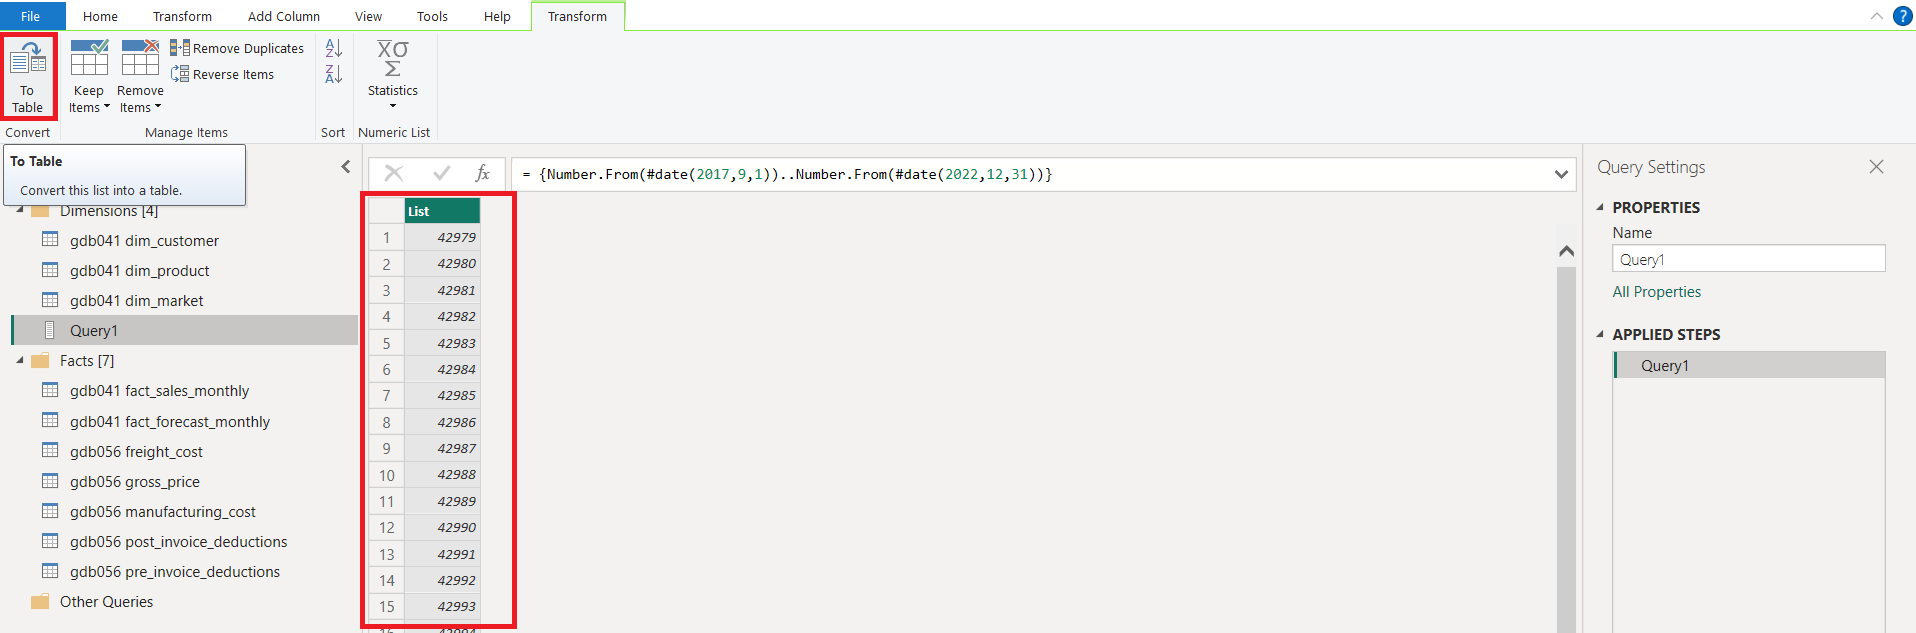 File Home Transform Add Column View Tools Help Transform
?
To
Table
Keep
Items
Remove
Items
Remove Duplicates
Reverse Items
A
Z
Z
A
X̅σ
Σ
Statistics
Convert Manage Items Sort Numeric List
To Table
Convert this list into a table.
Dimensions [4]
gdb041 dim_customer
gdb041 dim_product
gdb041 dim_market
Query1
Facts [7]
gdb041 fact_sales_monthly
gdb041 fact_forecast_monthly
gdb056 freight_cost
gdb056 gross_price
gdb056 manufacturing_cost
gdb056 post_invoice_deductions
gdb056 pre_invoice_deductions
Other Queries
fx = {Number.From(#date(2017,9,1))..Number.From(#date(2022,12,31))}
List
1 42979
2 42980
3 42981
4 42982
5 42983
6 42984
7 42985
8 42986
9 42987
10 42988
11 42989
12 42990
13 42991
14 42992
15 42993
16 42994
Query Settings
PROPERTIES
Name
Query1
All Properties
APPLIED STEPS
Query1